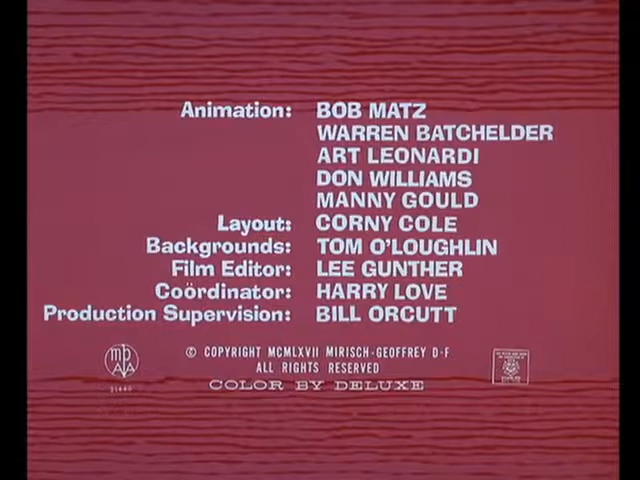 Animation: BOB MATZ
WARREN BATCHELDER
ART LEONARDI
DON WILLIAMS
MANNY GOULD
Layout: CORNY COLE
Backgrounds: TOM O'LOUGHLIN
Film Editor: LEE GUNTHER
Coördinator: HARRY LOVE
Production Supervision: BILL ORCUTT
© COPYRIGHT MCMLXVII MIRISCH-GEOFFREY D-F
ALL RIGHTS RESERVED
COLOR BY DELUXE